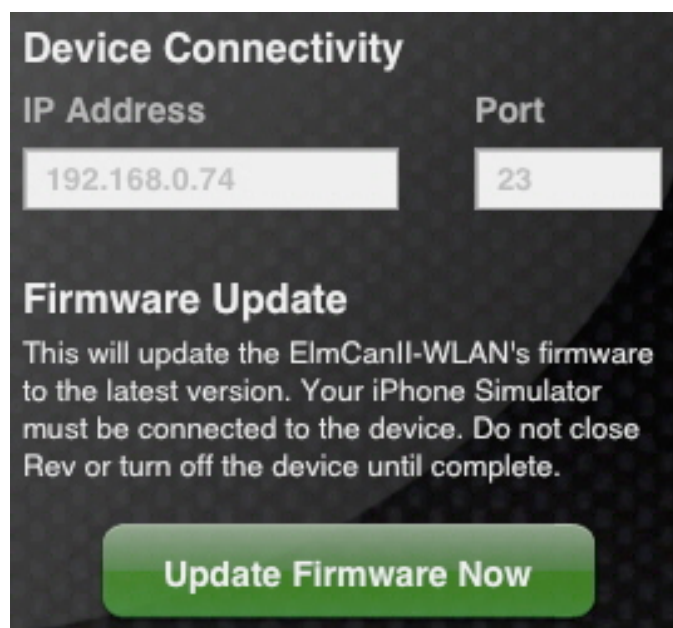 Device Connectivity
IP Address Port
192.168.0.74 23
Firmware Update
This will update the ElmCanII-WLAN's firmware
to the latest version. Your iPhone Simulator
must be connected to the device. Do not close
Rev or turn off the device until complete.
Update Firmware Now